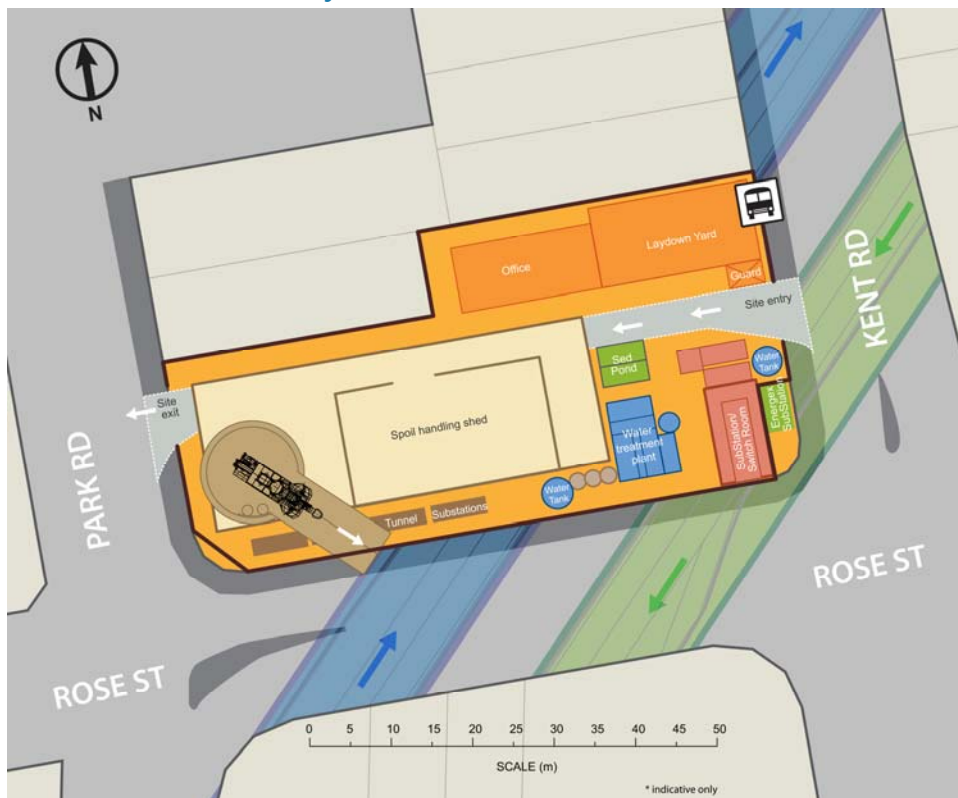 N
Office
Laydown Yard
Guard
Site entry
KENT RD
Sed
Pond
Water
Tank
Energex
SubStation
SubStation/
Switch Room
Water
treatment
plant
Spoil handling shed
Site
exit
PARK RD
Water
Tank
Tunnel
Substations
ROSE ST
ROSE ST
0 5 10 15 20 25 30 35 40 45 50
SCALE (m)
* indicative only